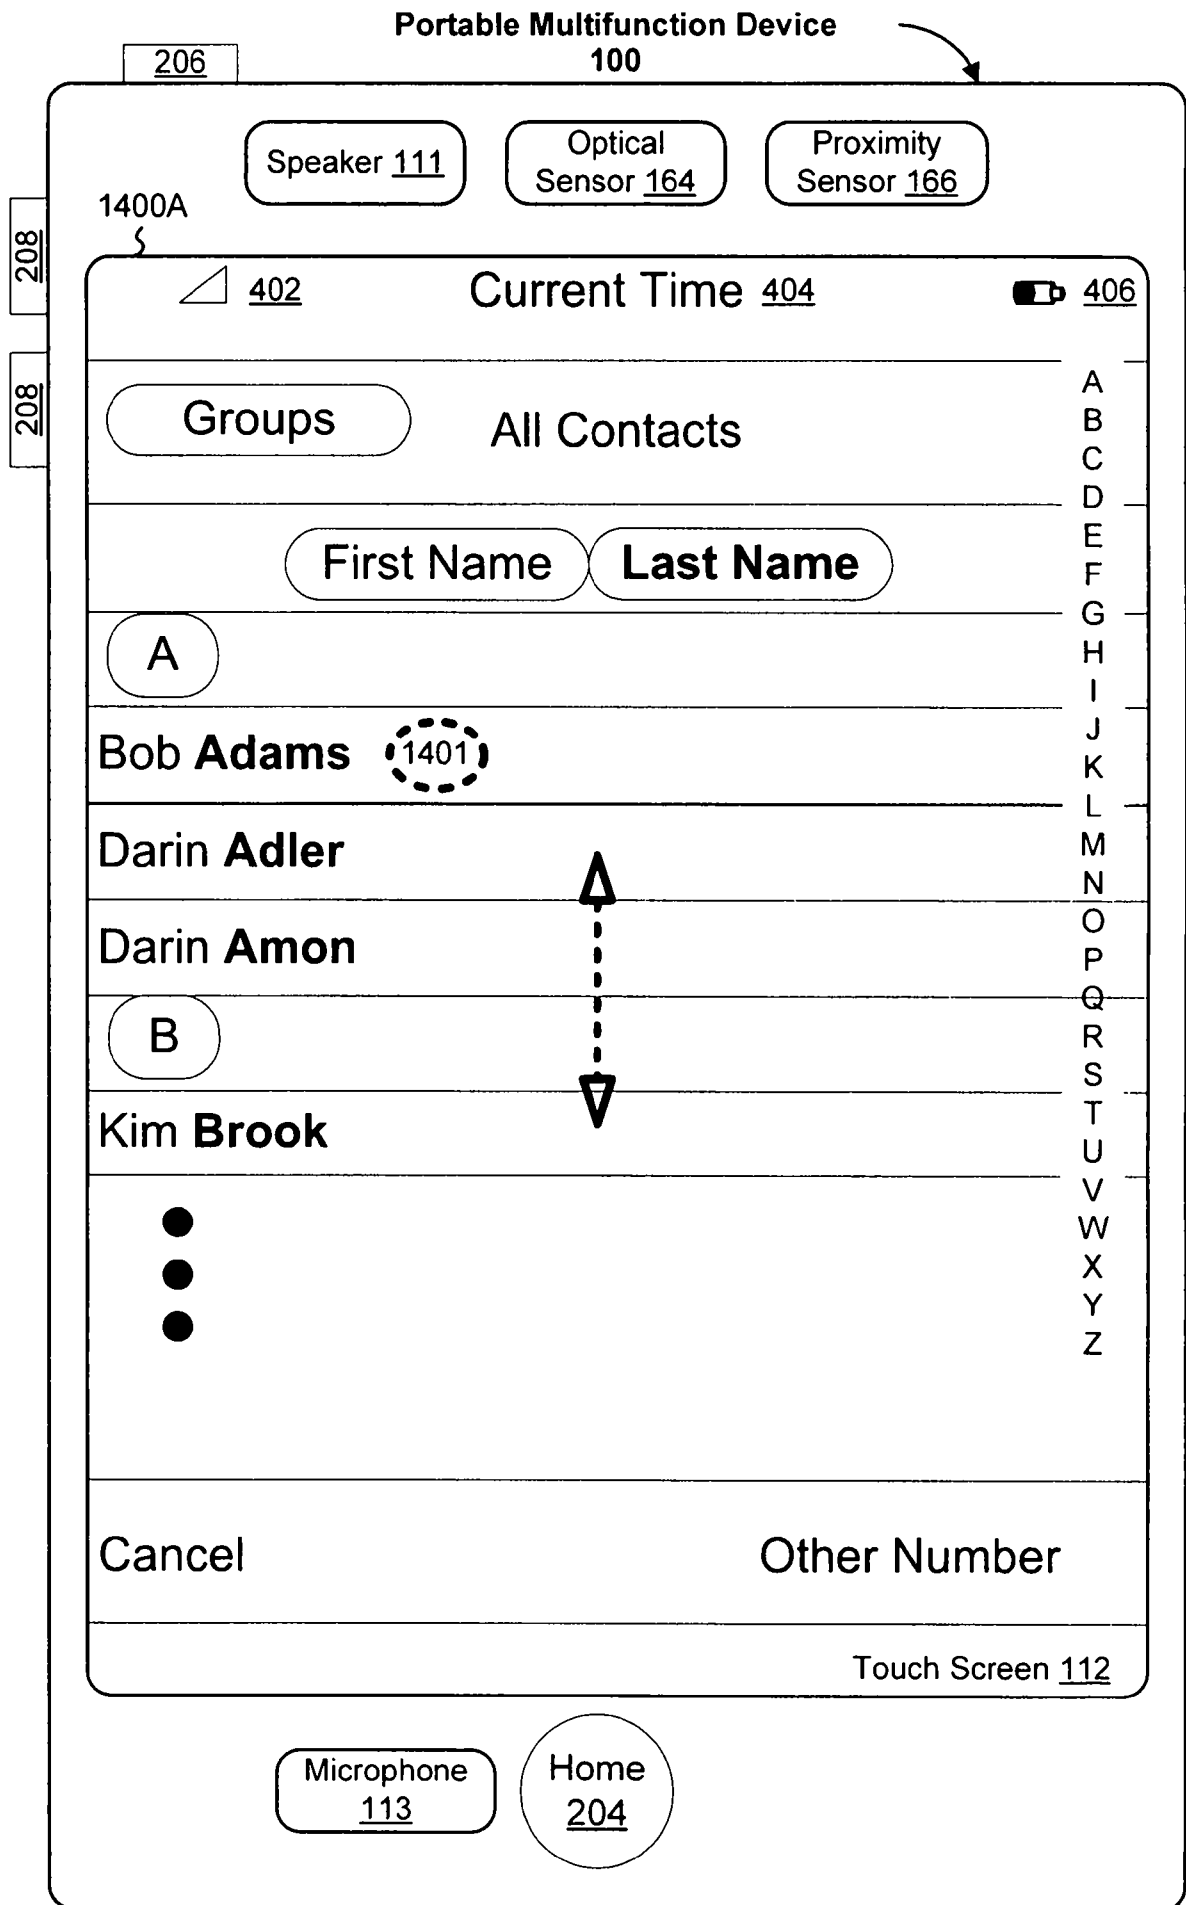 Portable Multifunction Device
100
206
Speaker 111
Optical
Sensor 164
Proximity
Sensor 166
1400A
208
208
402
Current Time 404
406
Groups
All Contacts
First Name
Last Name
A
Bob Adams
1401
Darin Adler
Darin Amon
B
Kim Brook
A
B
C
D
E
F
G
H
I
J
K
L
M
N
O
P
Q
R
S
T
U
V
W
X
Y
Z
Cancel
Other Number
Touch Screen 112
Microphone
113
Home
204